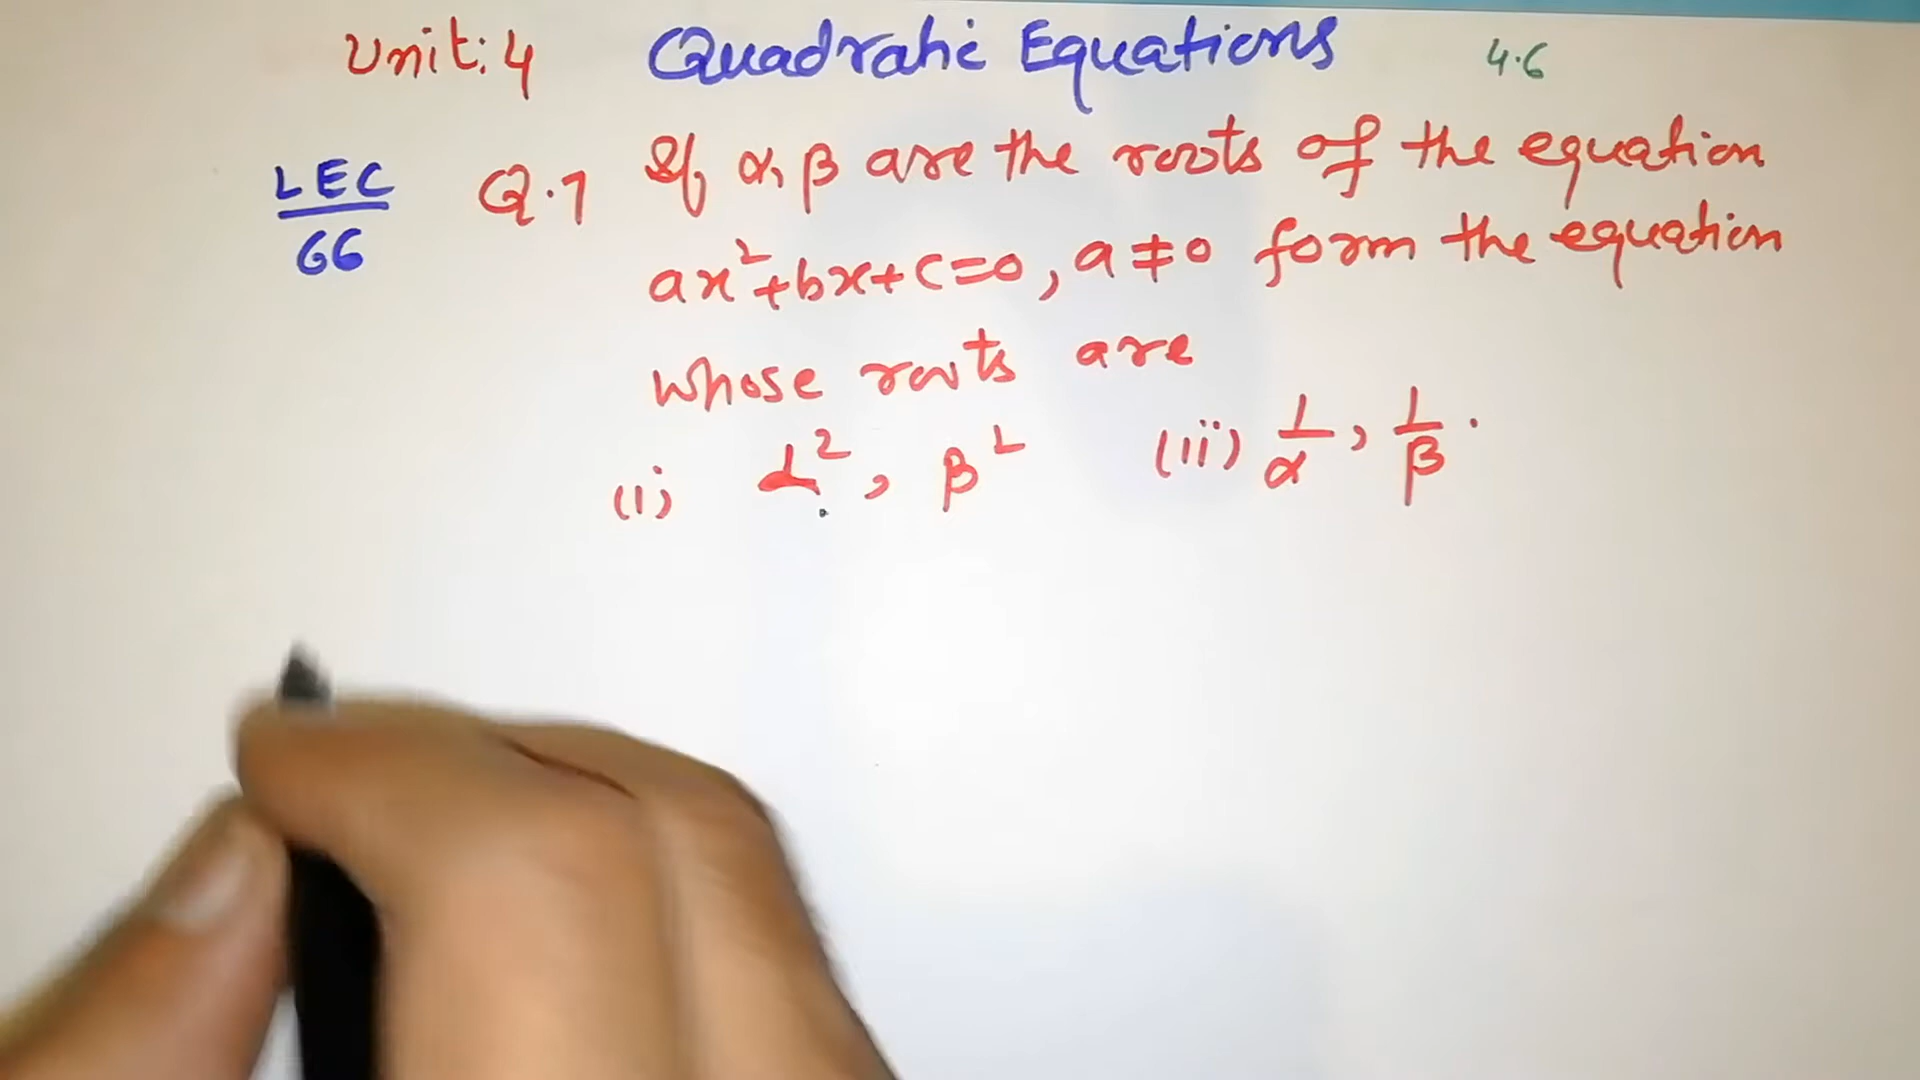 Unit: 4 Quadratic Equations 4.6
LEC
66
Q.7 If α, β are the roots of the equation
ax²+bx+c=0, a≠0 form the equation
whose roots are
(i) α², β² (ii) 1/α, 1/β.